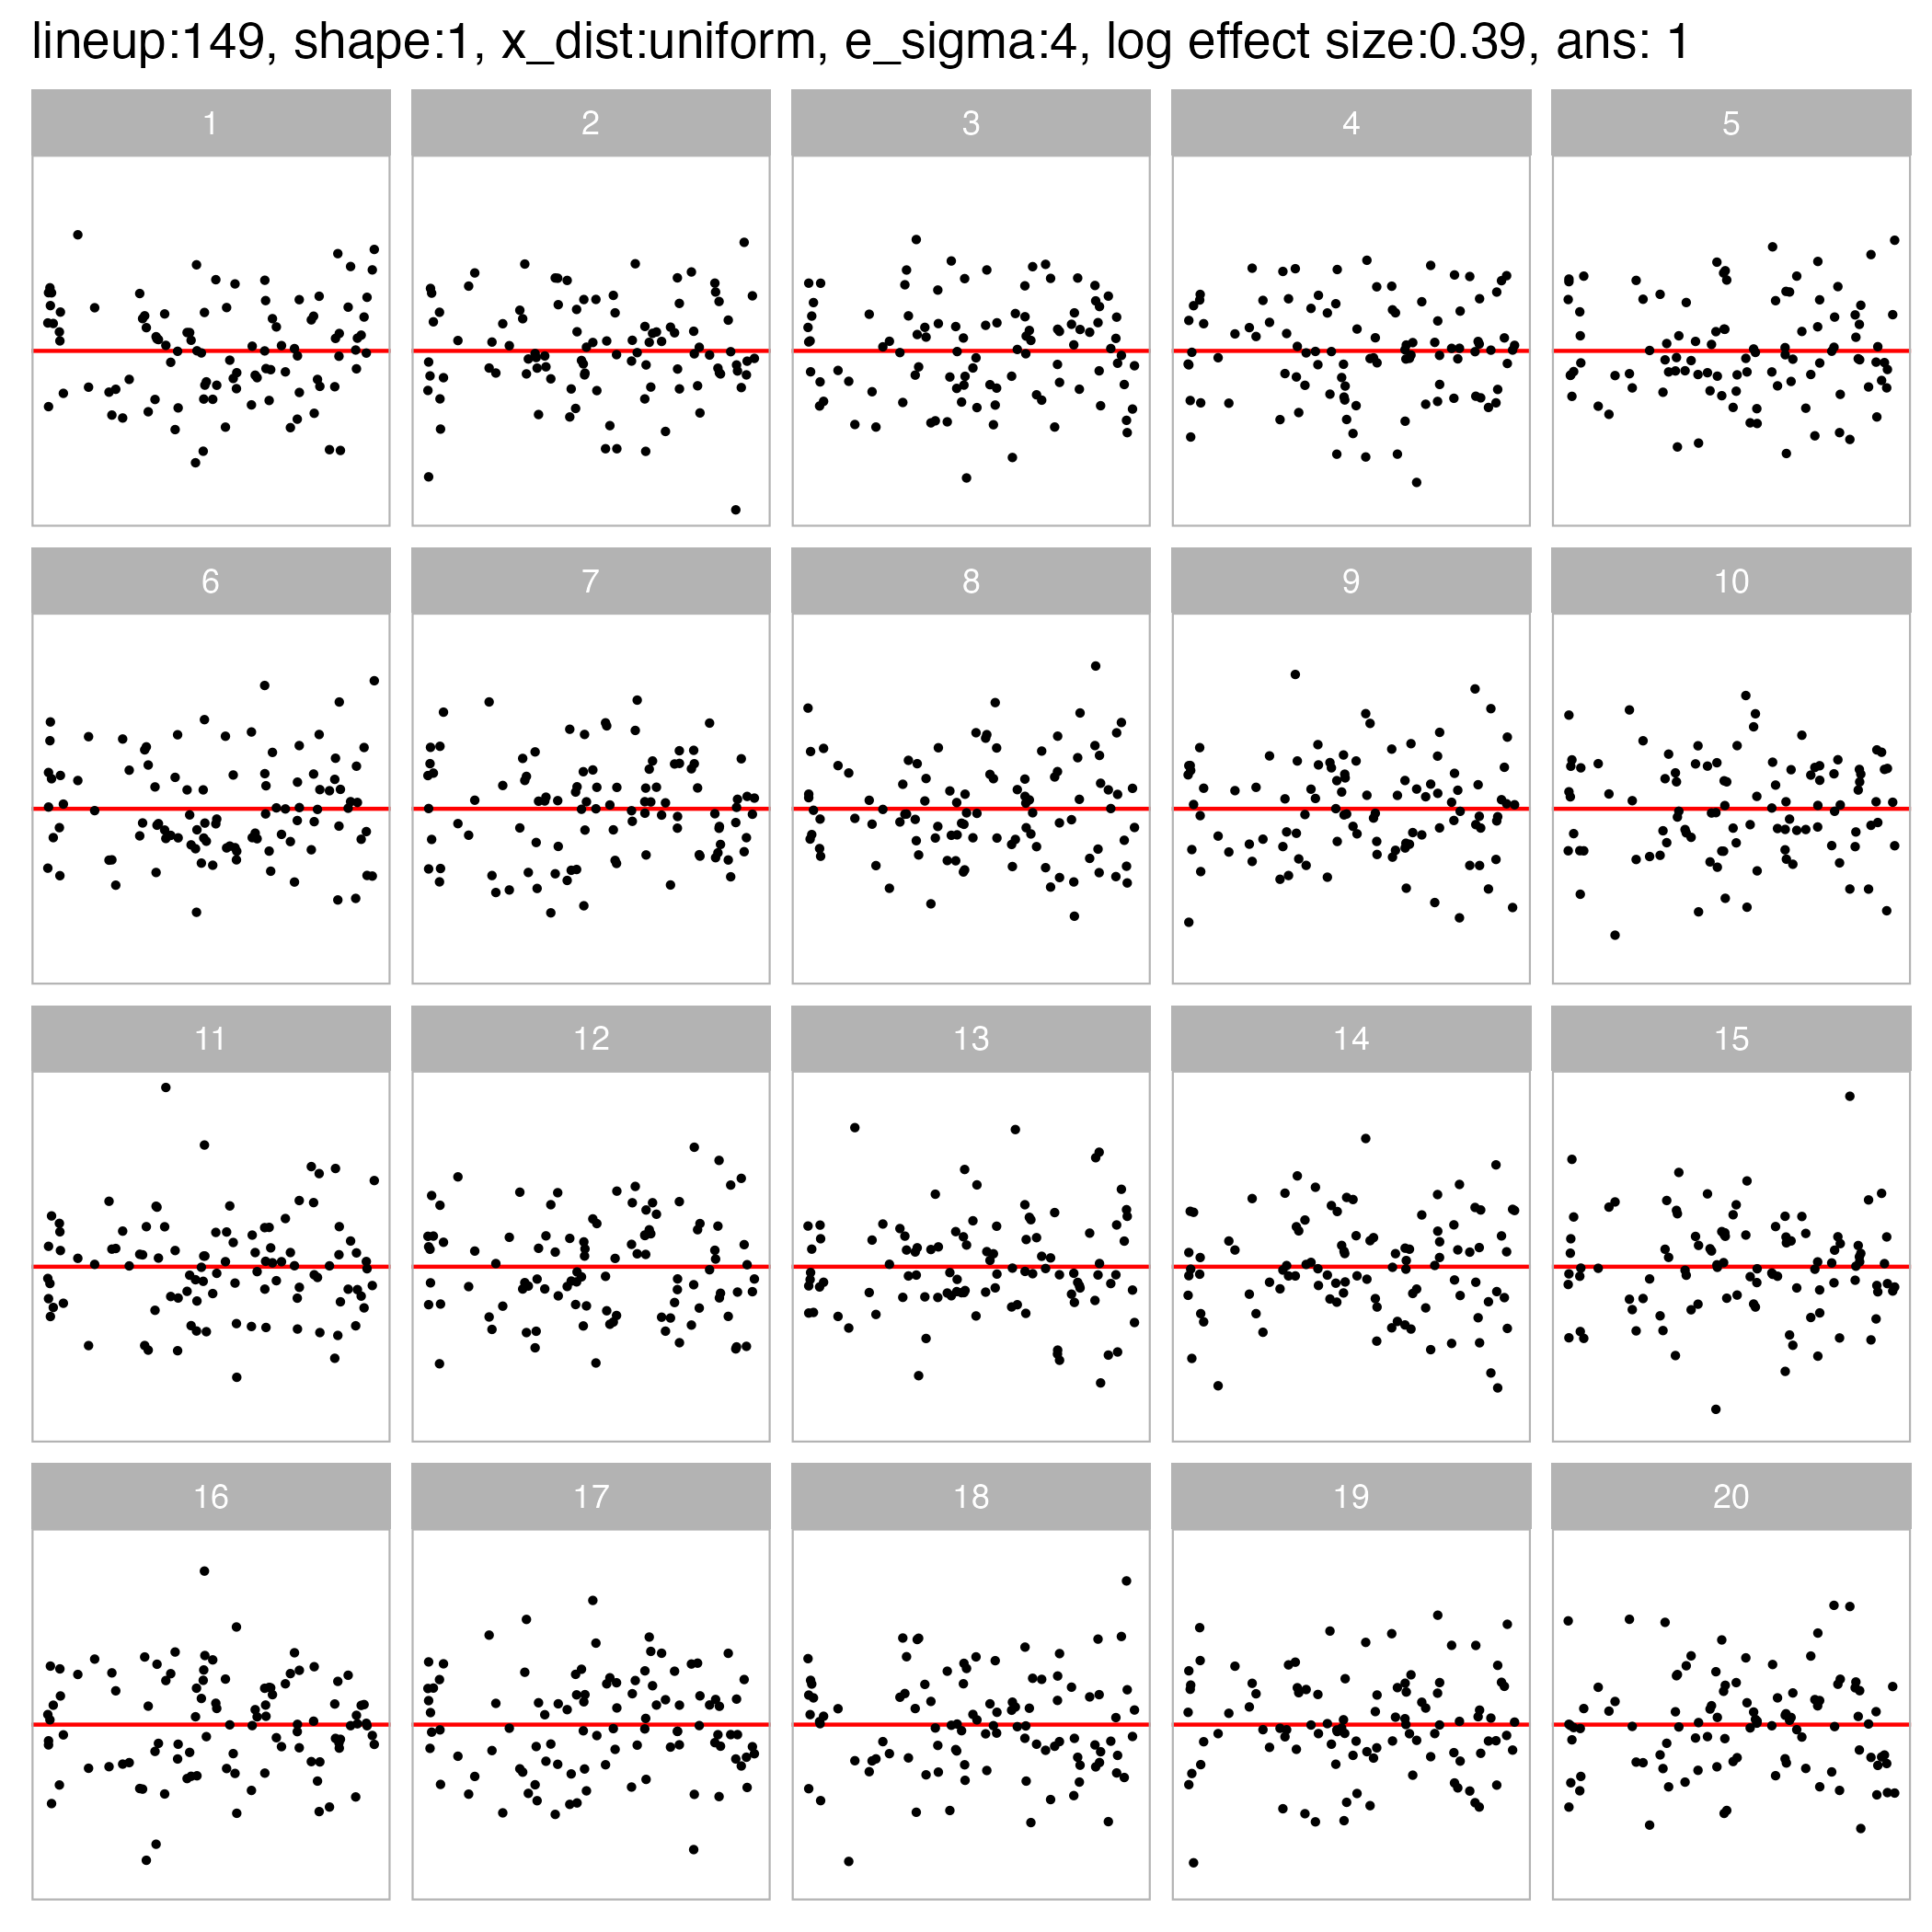 lineup:149, shape:1, x_dist:uniform, e_sigma:4, log effect size:0.39, ans: 1
1 2 3 4 5
6 7 8 9 10
11 12 13 14 15
16 17 18 19 20